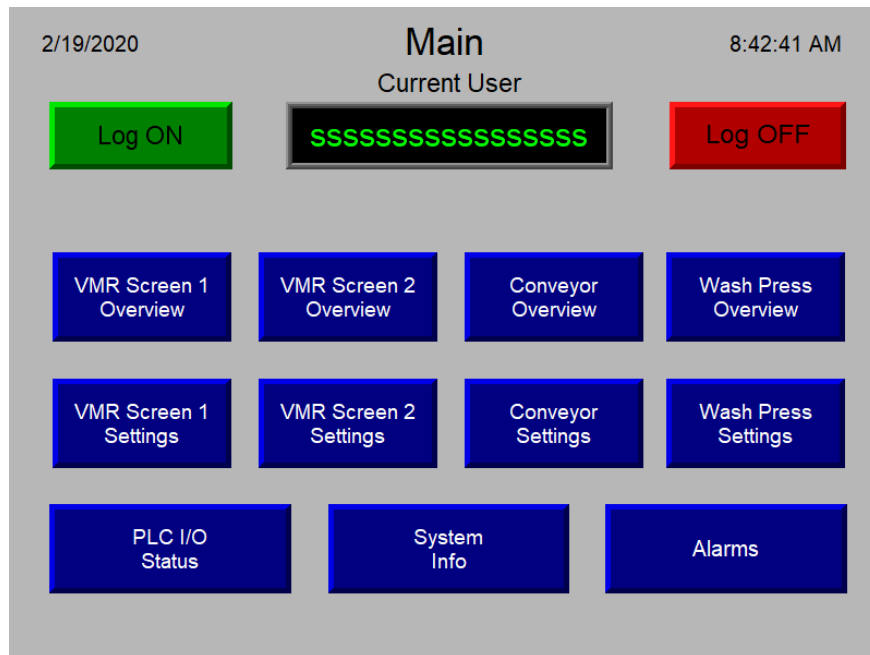 2/19/2020 Main 8:42:41 AM
Current User
Log ON SSSSSSSSSSSSSSSSS Log OFF
VMR Screen 1 VMR Screen 2 Conveyor Wash Press
Overview Overview Overview Overview
VMR Screen 1 VMR Screen 2 Conveyor Wash Press
Settings Settings Settings Settings
PLC I/O System Alarms
Status Info